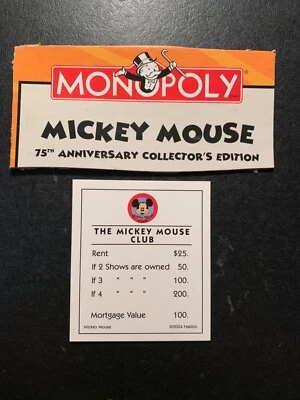 MONOPOLY
MICKEY MOUSE
75TH ANNIVERSARY COLLECTOR'S EDITION
THE MICKEY MOUSE
CLUB
Rent $25.
If 2 Shows are owned 50.
If 3 " " " 100.
If 4 " " " 200.
Mortgage Value 100.
Mickey Mouse ©2004 Hasbro